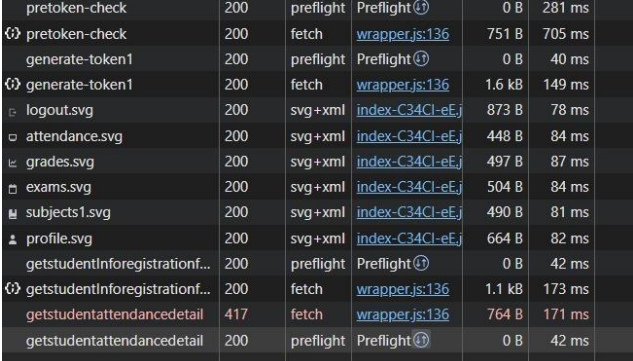 pretoken-check 200 preflight Preflight 0 B 281 ms
pretoken-check 200 fetch wrapper.js:136 751 B 705 ms
generate-token1 200 preflight Preflight 0 B 40 ms
generate-token1 200 fetch wrapper.js:136 1.6 kB 149 ms
logout.svg 200 svg+xml index-C34CI-eE.j 873 B 78 ms
attendance.svg 200 svg+xml index-C34CI-eE.j 448 B 84 ms
grades.svg 200 svg+xml index-C34CI-eE.j 497 B 87 ms
exams.svg 200 svg+xml index-C34CI-eE.j 504 B 84 ms
subjects1.svg 200 svg+xml index-C34CI-eE.j 490 B 81 ms
profile.svg 200 svg+xml index-C34CI-eE.j 664 B 82 ms
getstudentInforegistrationf... 200 preflight Preflight 0 B 42 ms
getstudentInforegistrationf... 200 fetch wrapper.js:136 1.1 kB 173 ms
getstudentattendancedetail 417 fetch wrapper.js:136 764 B 171 ms
getstudentattendancedetail 200 preflight Preflight 0 B 42 ms